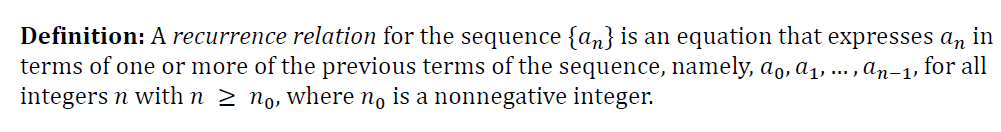 Definition: A recurrence relation for the sequence {aₙ} is an equation that expresses aₙ in
terms of one or more of the previous terms of the sequence, namely, a₀, a₁, … , aₙ₋₁, for all
integers n with n ≥ n₀, where n₀ is a nonnegative integer.